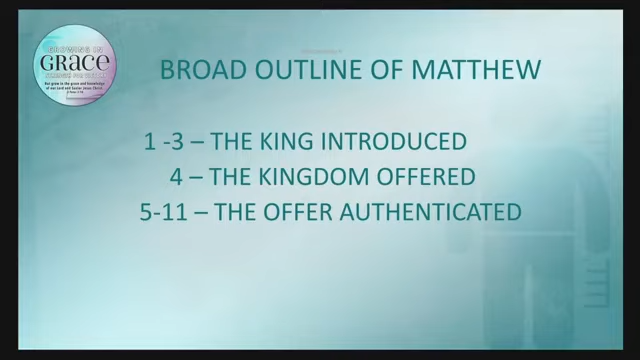 GROWING IN
GRACE
BROAD OUTLINE OF MATTHEW
1 -3 – THE KING INTRODUCED
4 – THE KINGDOM OFFERED
5-11 – THE OFFER AUTHENTICATED